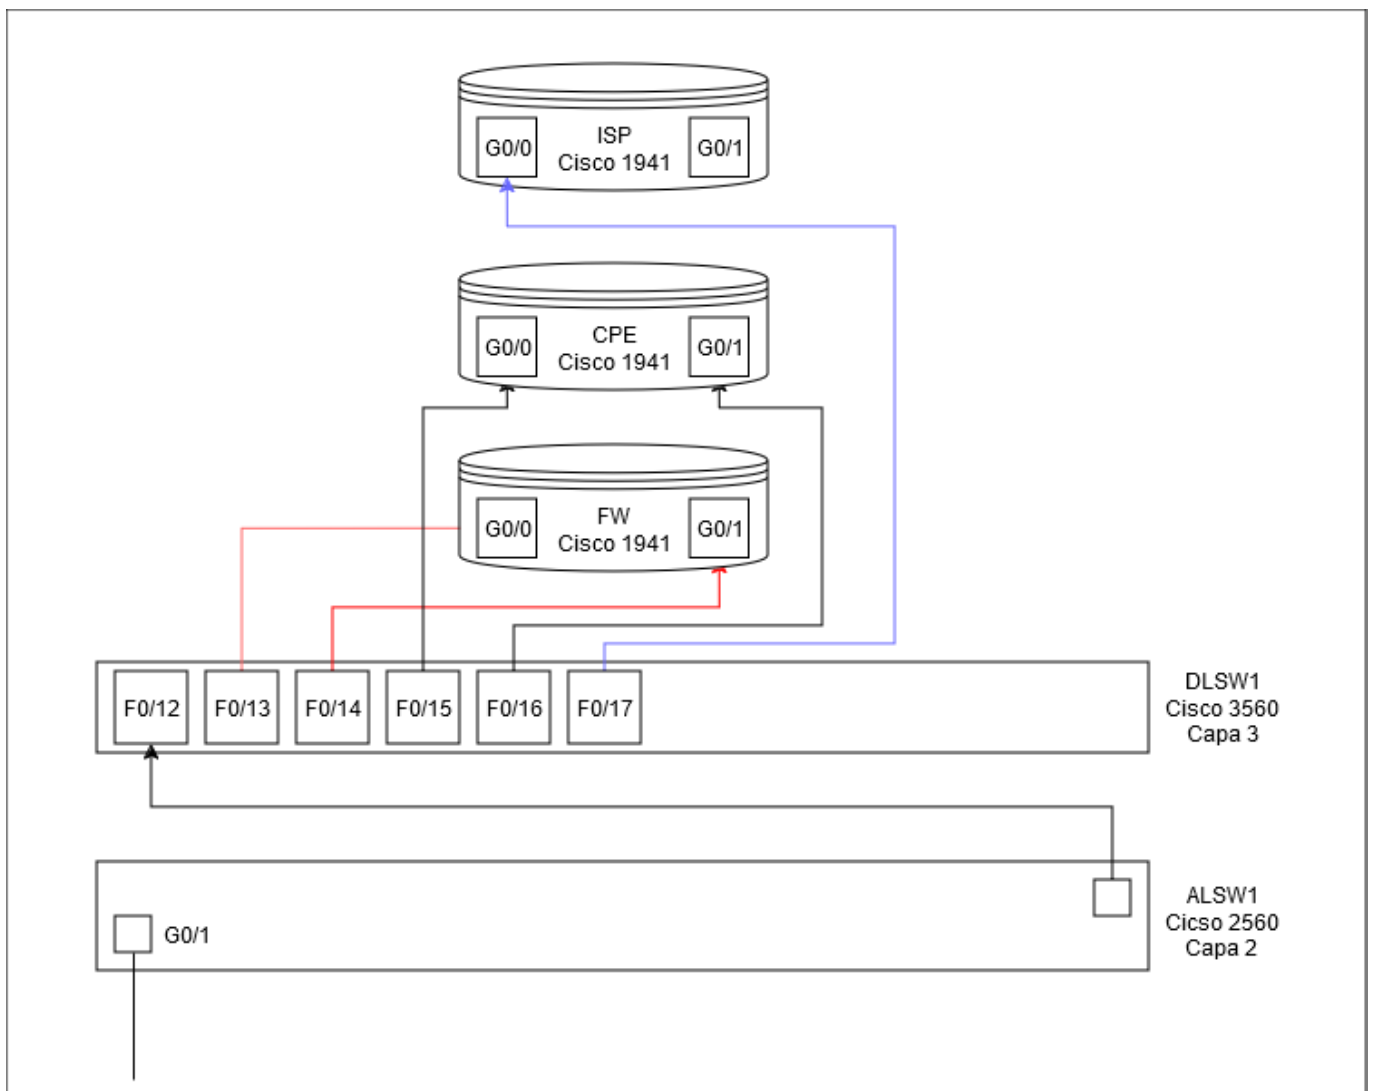 ISP
G0/0
Cisco 1941
G0/1
CPE
G0/0
Cisco 1941
G0/1
FW
G0/0
Cisco 1941
G0/1
F0/12
F0/13
F0/14
F0/15
F0/16
F0/17
DLSW1
Cisco 3560
Capa 3
G0/1
ALSW1
Cicso 2560
Capa 2